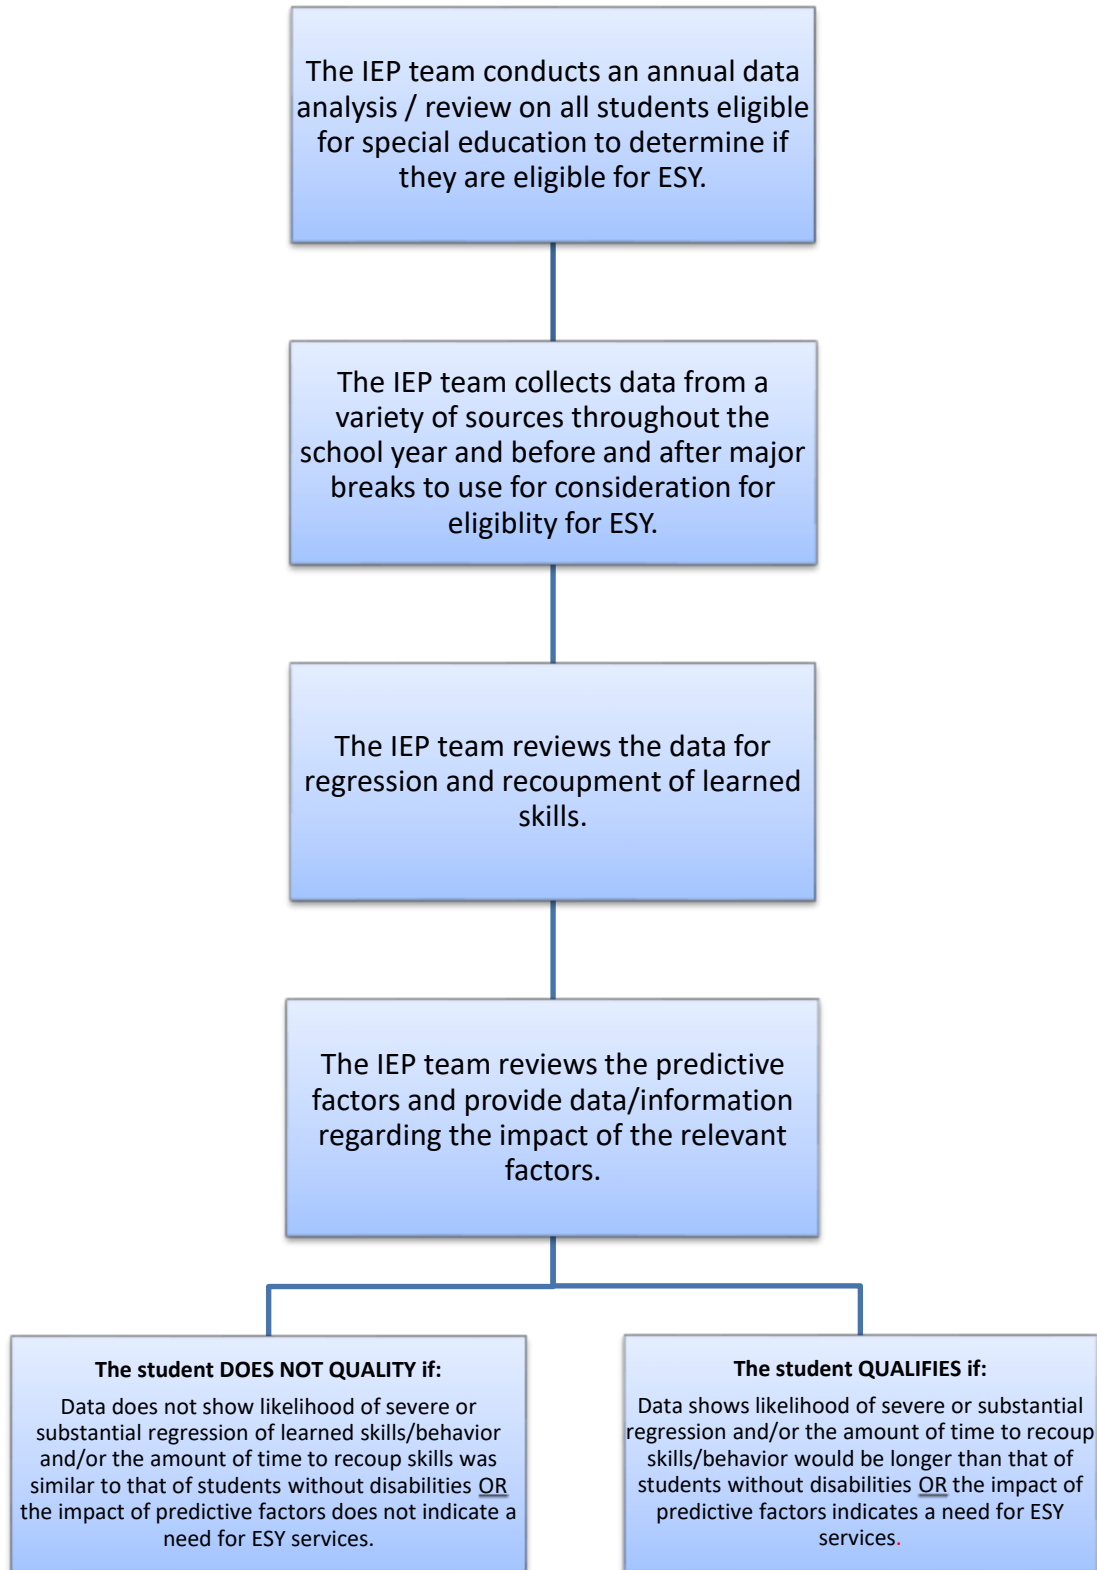 The IEP team conducts an annual data
analysis / review on all students eligible
for special education to determine if
they are eligible for ESY.
The IEP team collects data from a
variety of sources throughout the
school year and before and after major
breaks to use for consideration for
eligiblity for ESY.
The IEP team reviews the data for
regression and recoupment of learned
skills.
The IEP team reviews the predictive
factors and provide data/information
regarding the impact of the relevant
factors.
The student DOES NOT QUALITY if:
Data does not show likelihood of severe or
substantial regression of learned skills/behavior
and/or the amount of time to recoup skills was
similar to that of students without disabilities OR
the impact of predictive factors does not indicate a
need for ESY services.
The student QUALIFIES if:
Data shows likelihood of severe or substantial
regression and/or the amount of time to recoup
skills/behavior would be longer than that of
students without disabilities OR the impact of
predictive factors indicates a need for ESY
services.